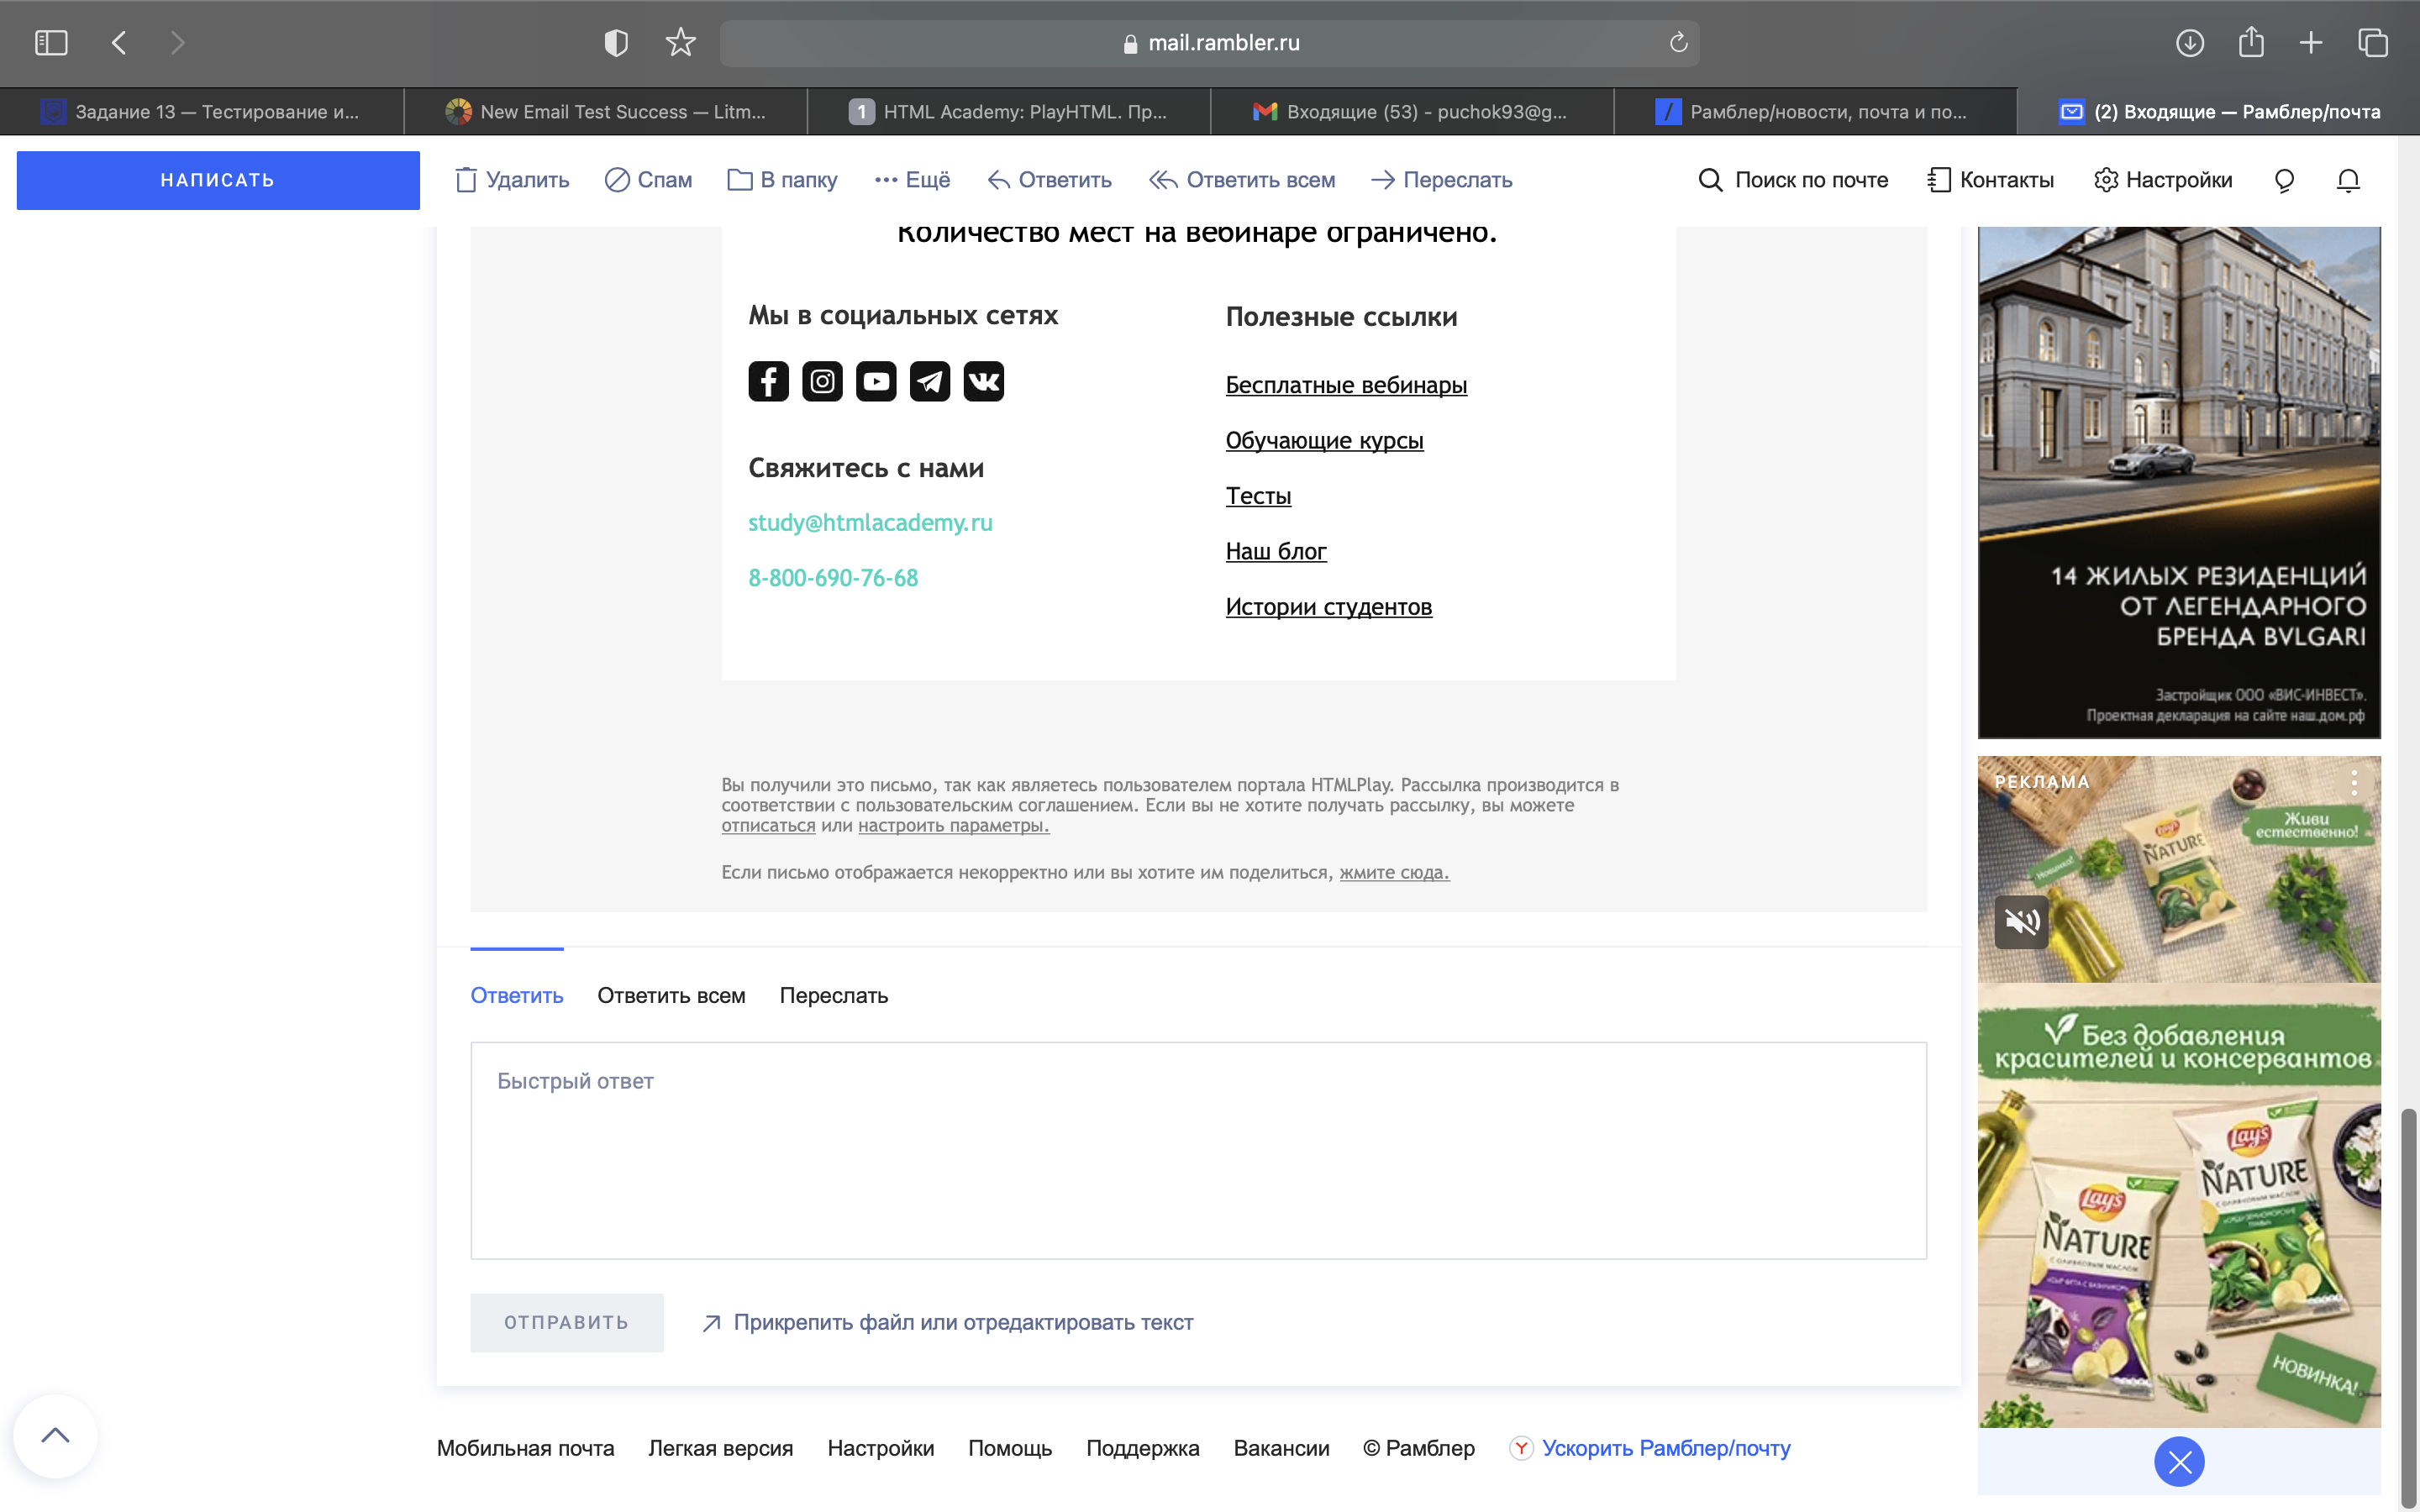 mail.rambler.ru
Задание 13 — Тестирование и...
New Email Test Success — Litm...
1 HTML Academy: PlayHTML. Пр...
Входящие (53) - puchok93@g...
Рамблер/новости, почта и по...
(2) Входящие — Рамблер/почта
НАПИСАТЬ
Удалить
Спам
В папку
Ещё
Ответить
Ответить всем
Переслать
Поиск по почте
Контакты
Настройки
Количество мест на вебинаре ограничено.
Мы в социальных сетях
Свяжитесь с нами
study@htmlacademy.ru
8-800-690-76-68
Полезные ссылки
Бесплатные вебинары
Обучающие курсы
Тесты
Наш блог
Истории студентов
Вы получили это письмо, так как являетесь пользователем портала HTMLPlay. Рассылка производится в
соответствии с пользовательским соглашением. Если вы не хотите получать рассылку, вы можете
отписаться или настроить параметры.
Если письмо отображается некорректно или вы хотите им поделиться, жмите сюда.
Ответить
Ответить всем
Переслать
Быстрый ответ
ОТПРАВИТЬ
Прикрепить файл или отредактировать текст
14 ЖИЛЫХ РЕЗИДЕНЦИЙ
ОТ ЛЕГЕНДАРНОГО
БРЕНДА BVLGARI
Застройщик ООО «ВИС-ИНВЕСТ».
Проектная декларация на сайте наш.дом.рф
РЕКЛАМА
Живи
естественно!
Новинка!
Lay's
NATURE
Без добавления
красителей и консервантов
Lay's
NATURE
С ОЛИВКОВЫМ МАСЛОМ
Lay's
NATURE
С ОЛИВКОВЫМ МАСЛОМ
НОВИНКА!
Мобильная почта
Легкая версия
Настройки
Помощь
Поддержка
Вакансии
© Рамблер
Ускорить Рамблер/почту